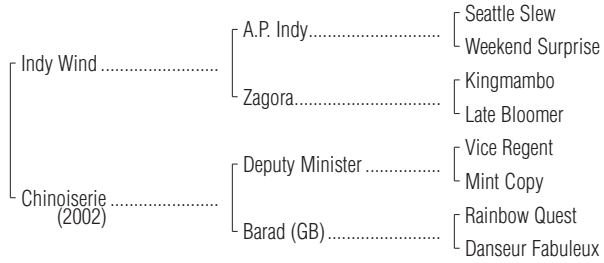 Seattle Slew
A.P. Indy
Weekend Surprise
Indy Wind
Kingmambo
Zagora
Late Bloomer
Vice Regent
Deputy Minister
Mint Copy
Chinoiserie
(2002)
Rainbow Quest
Barad (GB)
Danseur Fabuleux